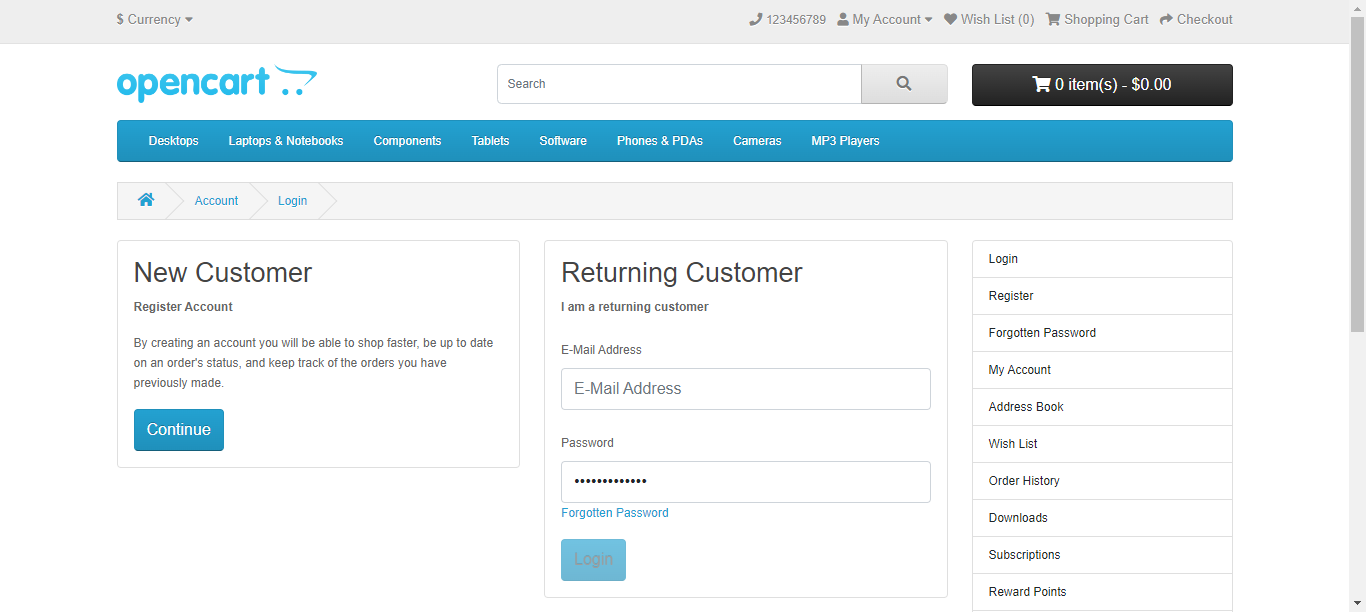 $ Currency
123456789
My Account
Wish List (0)
Shopping Cart
Checkout
opencart
Search
0 item(s) - $0.00
Desktops
Laptops & Notebooks
Components
Tablets
Software
Phones & PDAs
Cameras
MP3 Players
Account
Login
New Customer
Register Account
By creating an account you will be able to shop faster, be up to date
on an order's status, and keep track of the orders you have
previously made.
Continue
Returning Customer
I am a returning customer
E-Mail Address
E-Mail Address
Password
•••••••••••••
Forgotten Password
Login
Login
Register
Forgotten Password
My Account
Address Book
Wish List
Order History
Downloads
Subscriptions
Reward Points